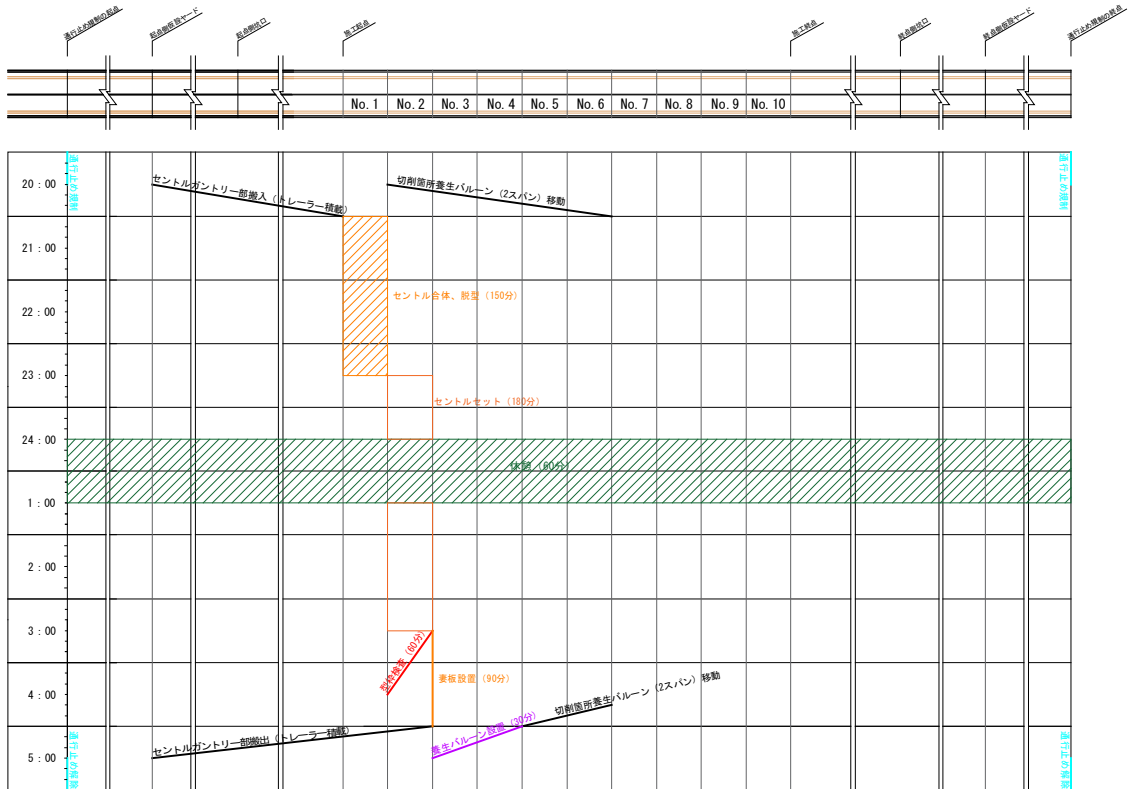 通行止め規制の起点
起点側仮設ヤード
起点側坑口
施工起点
施工終点
終点側坑口
終点側仮設ヤード
通行止め規制の終点
No. 1
No. 2
No. 3
No. 4
No. 5
No. 6
No. 7
No. 8
No. 9
No. 10
通行止め規制
通行止め規制
20：00
セントルガントリー一部搬入（トレーラー積載）
切削箇所養生バルーン（2スパン）移動
21：00
22：00
セントル合体、脱型（150分）
23：00
セントルセット（180分）
24：00
休憩（60分）
1：00
2：00
3：00
型枠検査（60分）
妻板設置（90分）
4：00
切削箇所養生バルーン（2スパン）移動
養生バルーン設置（30分）
セントルガントリー一部搬出（トレーラー積載）
5：00
通行止め解除
通行止め解除